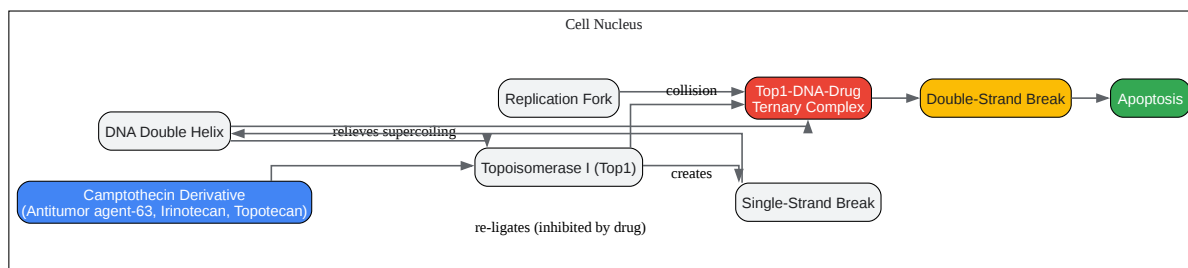 Cell Nucleus
Replication Fork
collision
Top1-DNA-Drug
Ternary Complex
Double-Strand Break
Apoptosis
DNA Double Helix
relieves supercoiling
Topoisomerase I (Top1)
creates
Camptothecin Derivative
(Antitumor agent-63, Irinotecan, Topotecan)
Single-Strand Break
re-ligates (inhibited by drug)